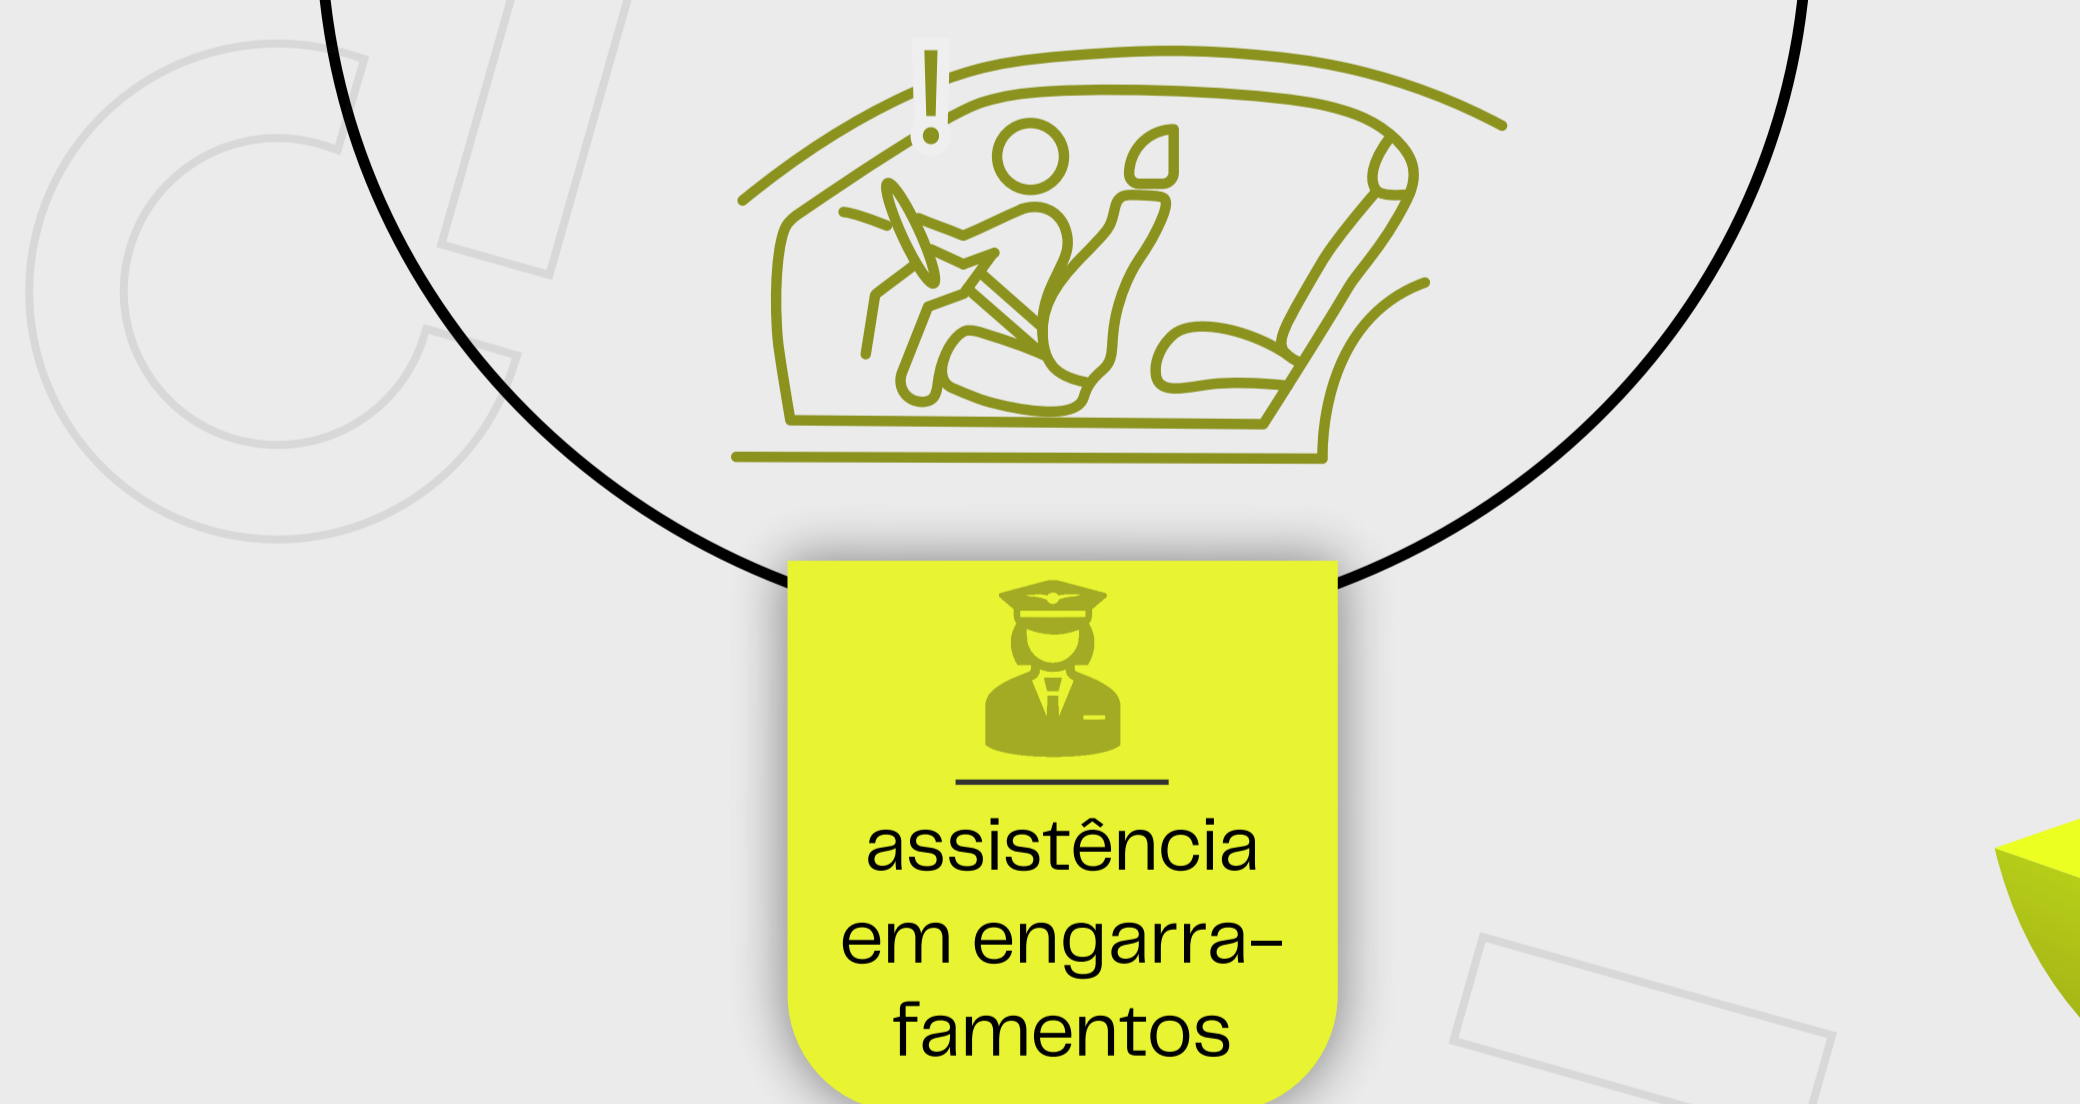 !
assistência
em engarra-
famentos